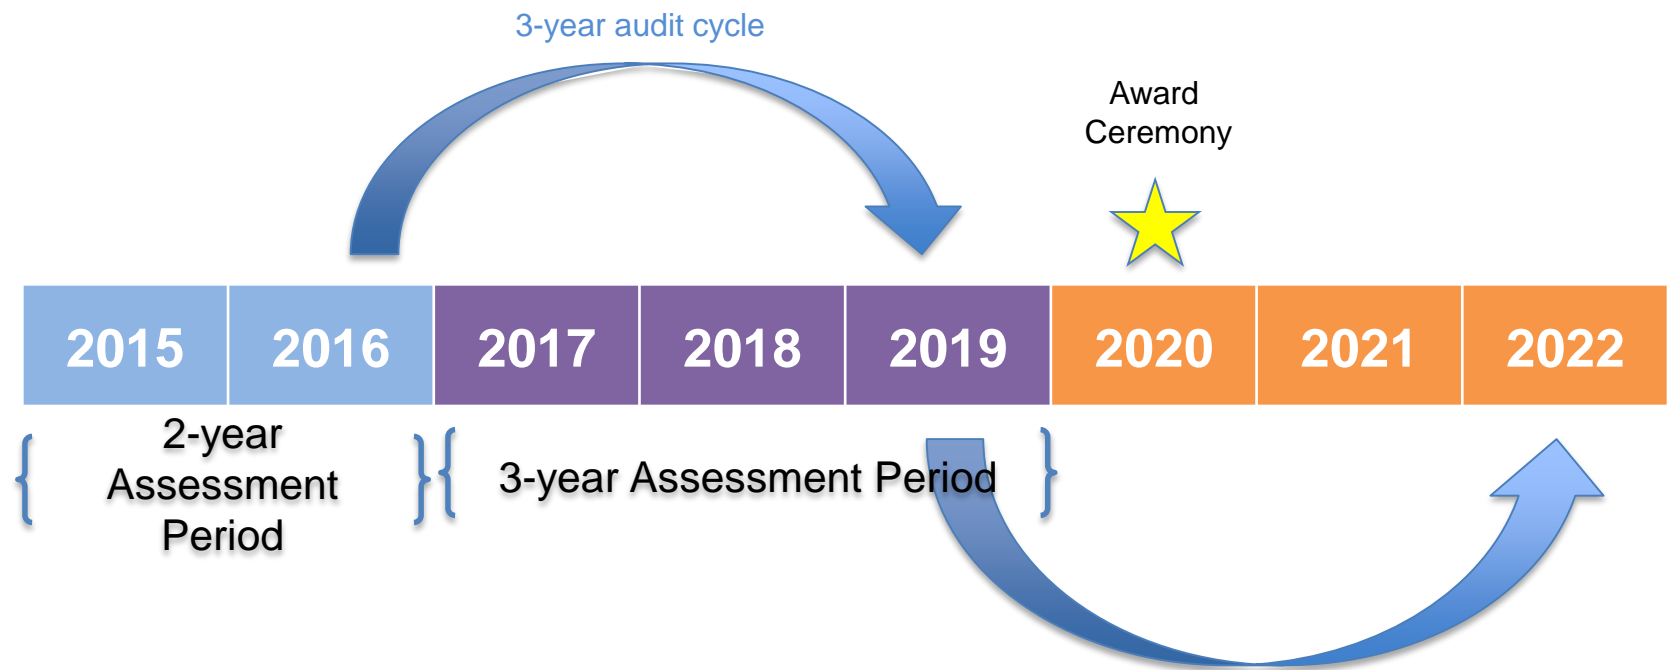 3-year audit cycle
Award
Ceremony
2015 2016 2017 2018 2019 2020 2021 2022
2-year
Assessment
Period
3-year Assessment Period